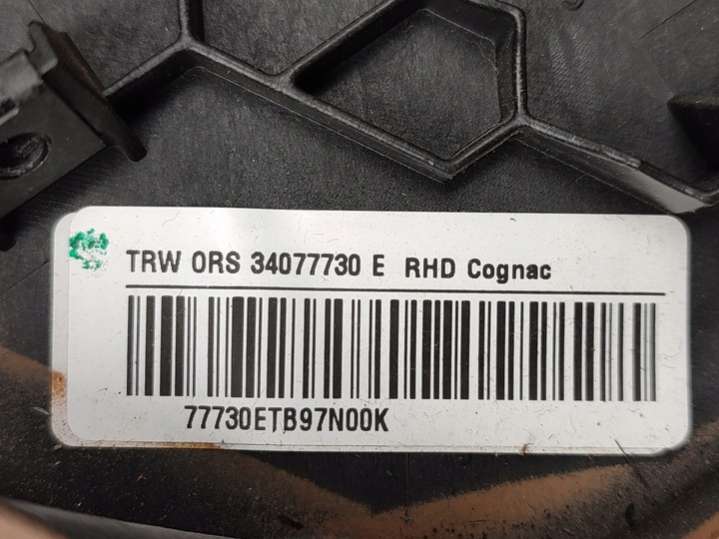 TRW ORS 34077730 E RHD Cognac
77730ETB97N00K